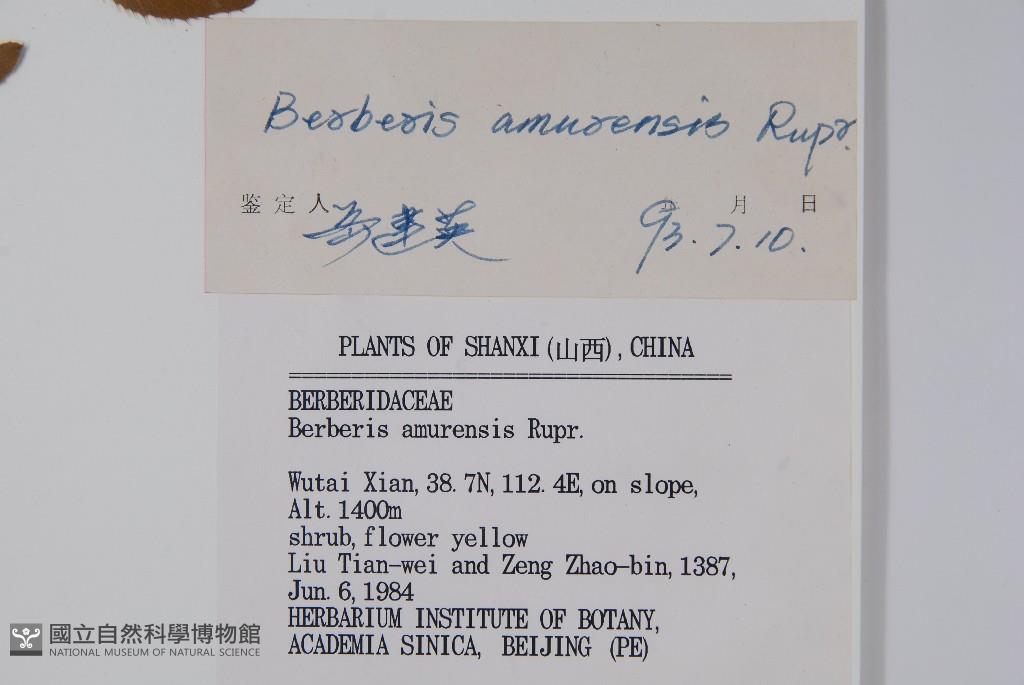 Berberis amurensis Rupr.
鉴定人 年 月 日
93.7.10.
PLANTS OF SHANXI(山西), CHINA
BERBERIDACEAE
Berberis amurensis Rupr.
Wutai Xian, 38.7N, 112.4E, on slope,
Alt. 1400m
shrub, flower yellow
Liu Tian-wei and Zeng Zhao-bin, 1387,
Jun. 6, 1984
HERBARIUM INSTITUTE OF BOTANY,
ACADEMIA SINICA, BEIJING (PE)
國立自然科學博物館
NATIONAL MUSEUM OF NATURAL SCIENCE